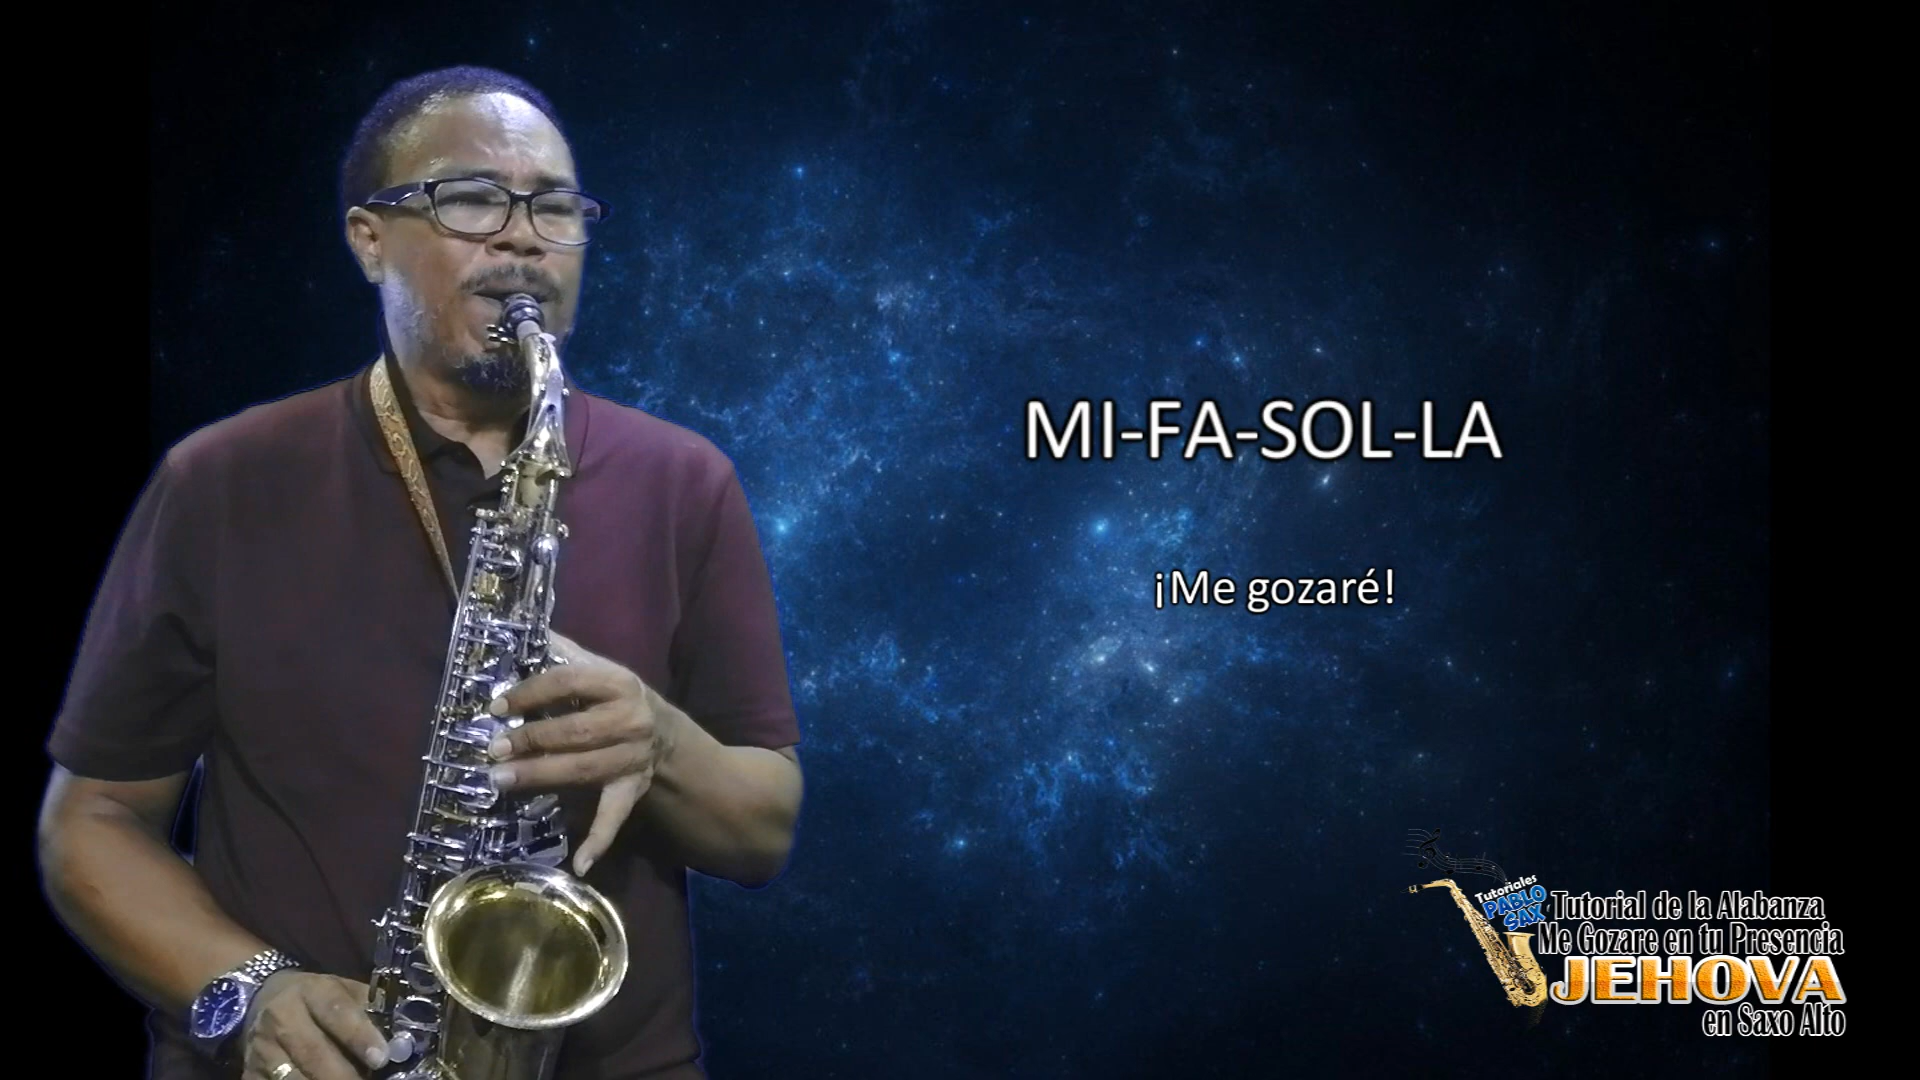 MI-FA-SOL-LA
¡Me gozaré!
Tutoriales
PABLO
SAX
Tutorial de la Alabanza
Me Gozare en tu Presencia
JEHOVA
en Saxo Alto